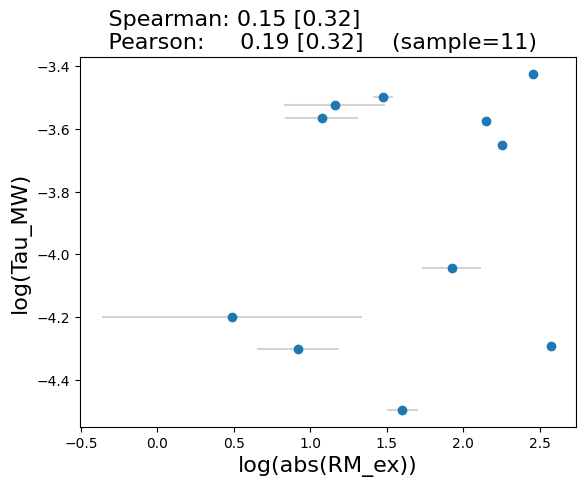 Spearman: 0.15 [0.32]
Pearson: 0.19 [0.32] (sample=11)
−3.4
−3.6
−3.8
−4.0
−4.2
−4.4
log(Tau_MW)
−0.5 0.0 0.5 1.0 1.5 2.0 2.5
log(abs(RM_ex))